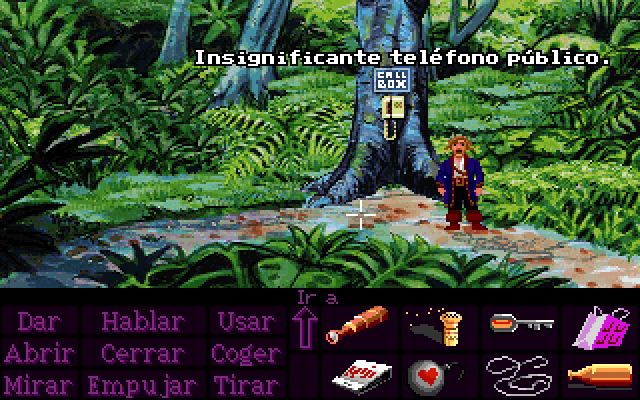 Insignificante teléfono público.
CALL
BOX
Ir a
Dar Hablar Usar
Abrir Cerrar Coger
Mirar Empujar Tirar